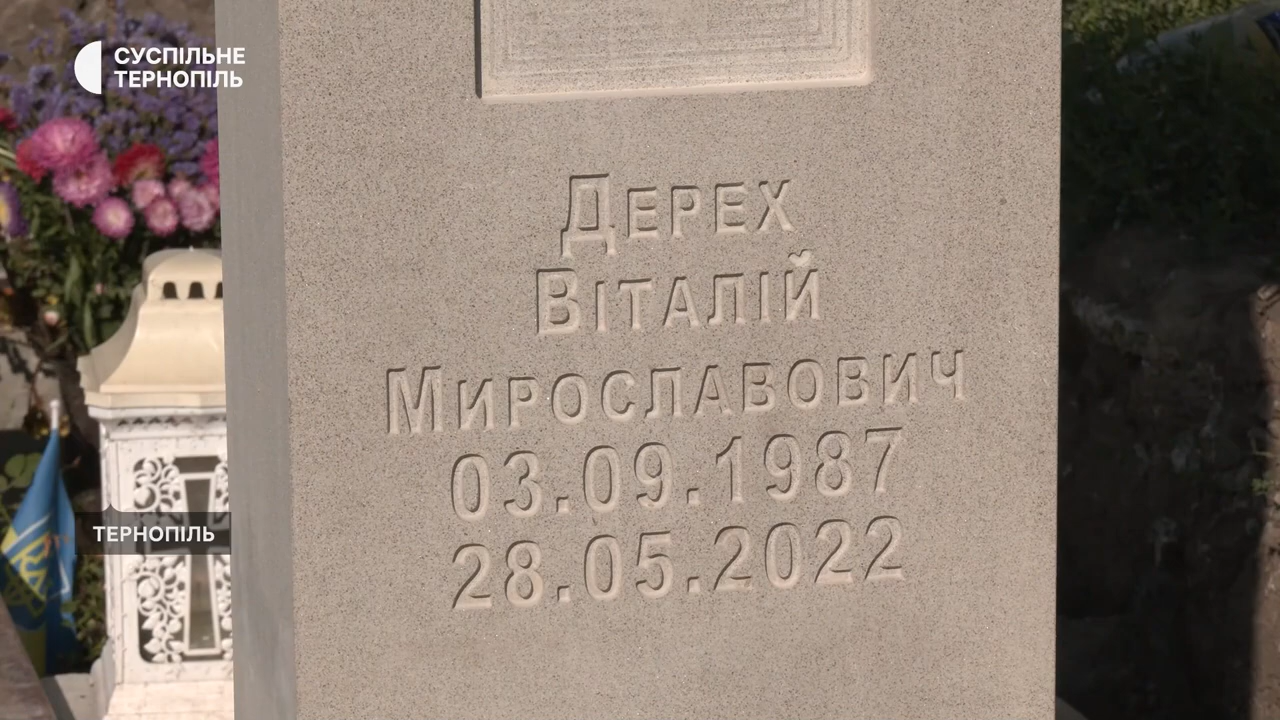 СУСПІЛЬНЕ
ТЕРНОПІЛЬ
Дерех
Віталій
Мирославович
03.09.1987
28.05.2022
ТЕРНОПІЛЬ